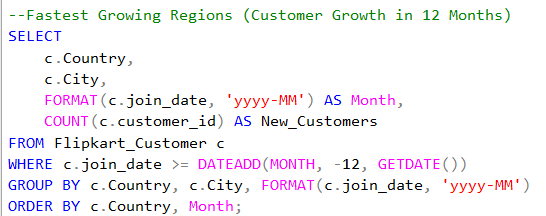 --Fastest Growing Regions (Customer Growth in 12 Months)
SELECT
    c.Country,
    c.City,
    FORMAT(c.join_date, 'yyyy-MM') AS Month,
    COUNT(c.customer_id) AS New_Customers
FROM Flipkart_Customer c
WHERE c.join_date >= DATEADD(MONTH, -12, GETDATE())
GROUP BY c.Country, c.City, FORMAT(c.join_date, 'yyyy-MM')
ORDER BY c.Country, Month;